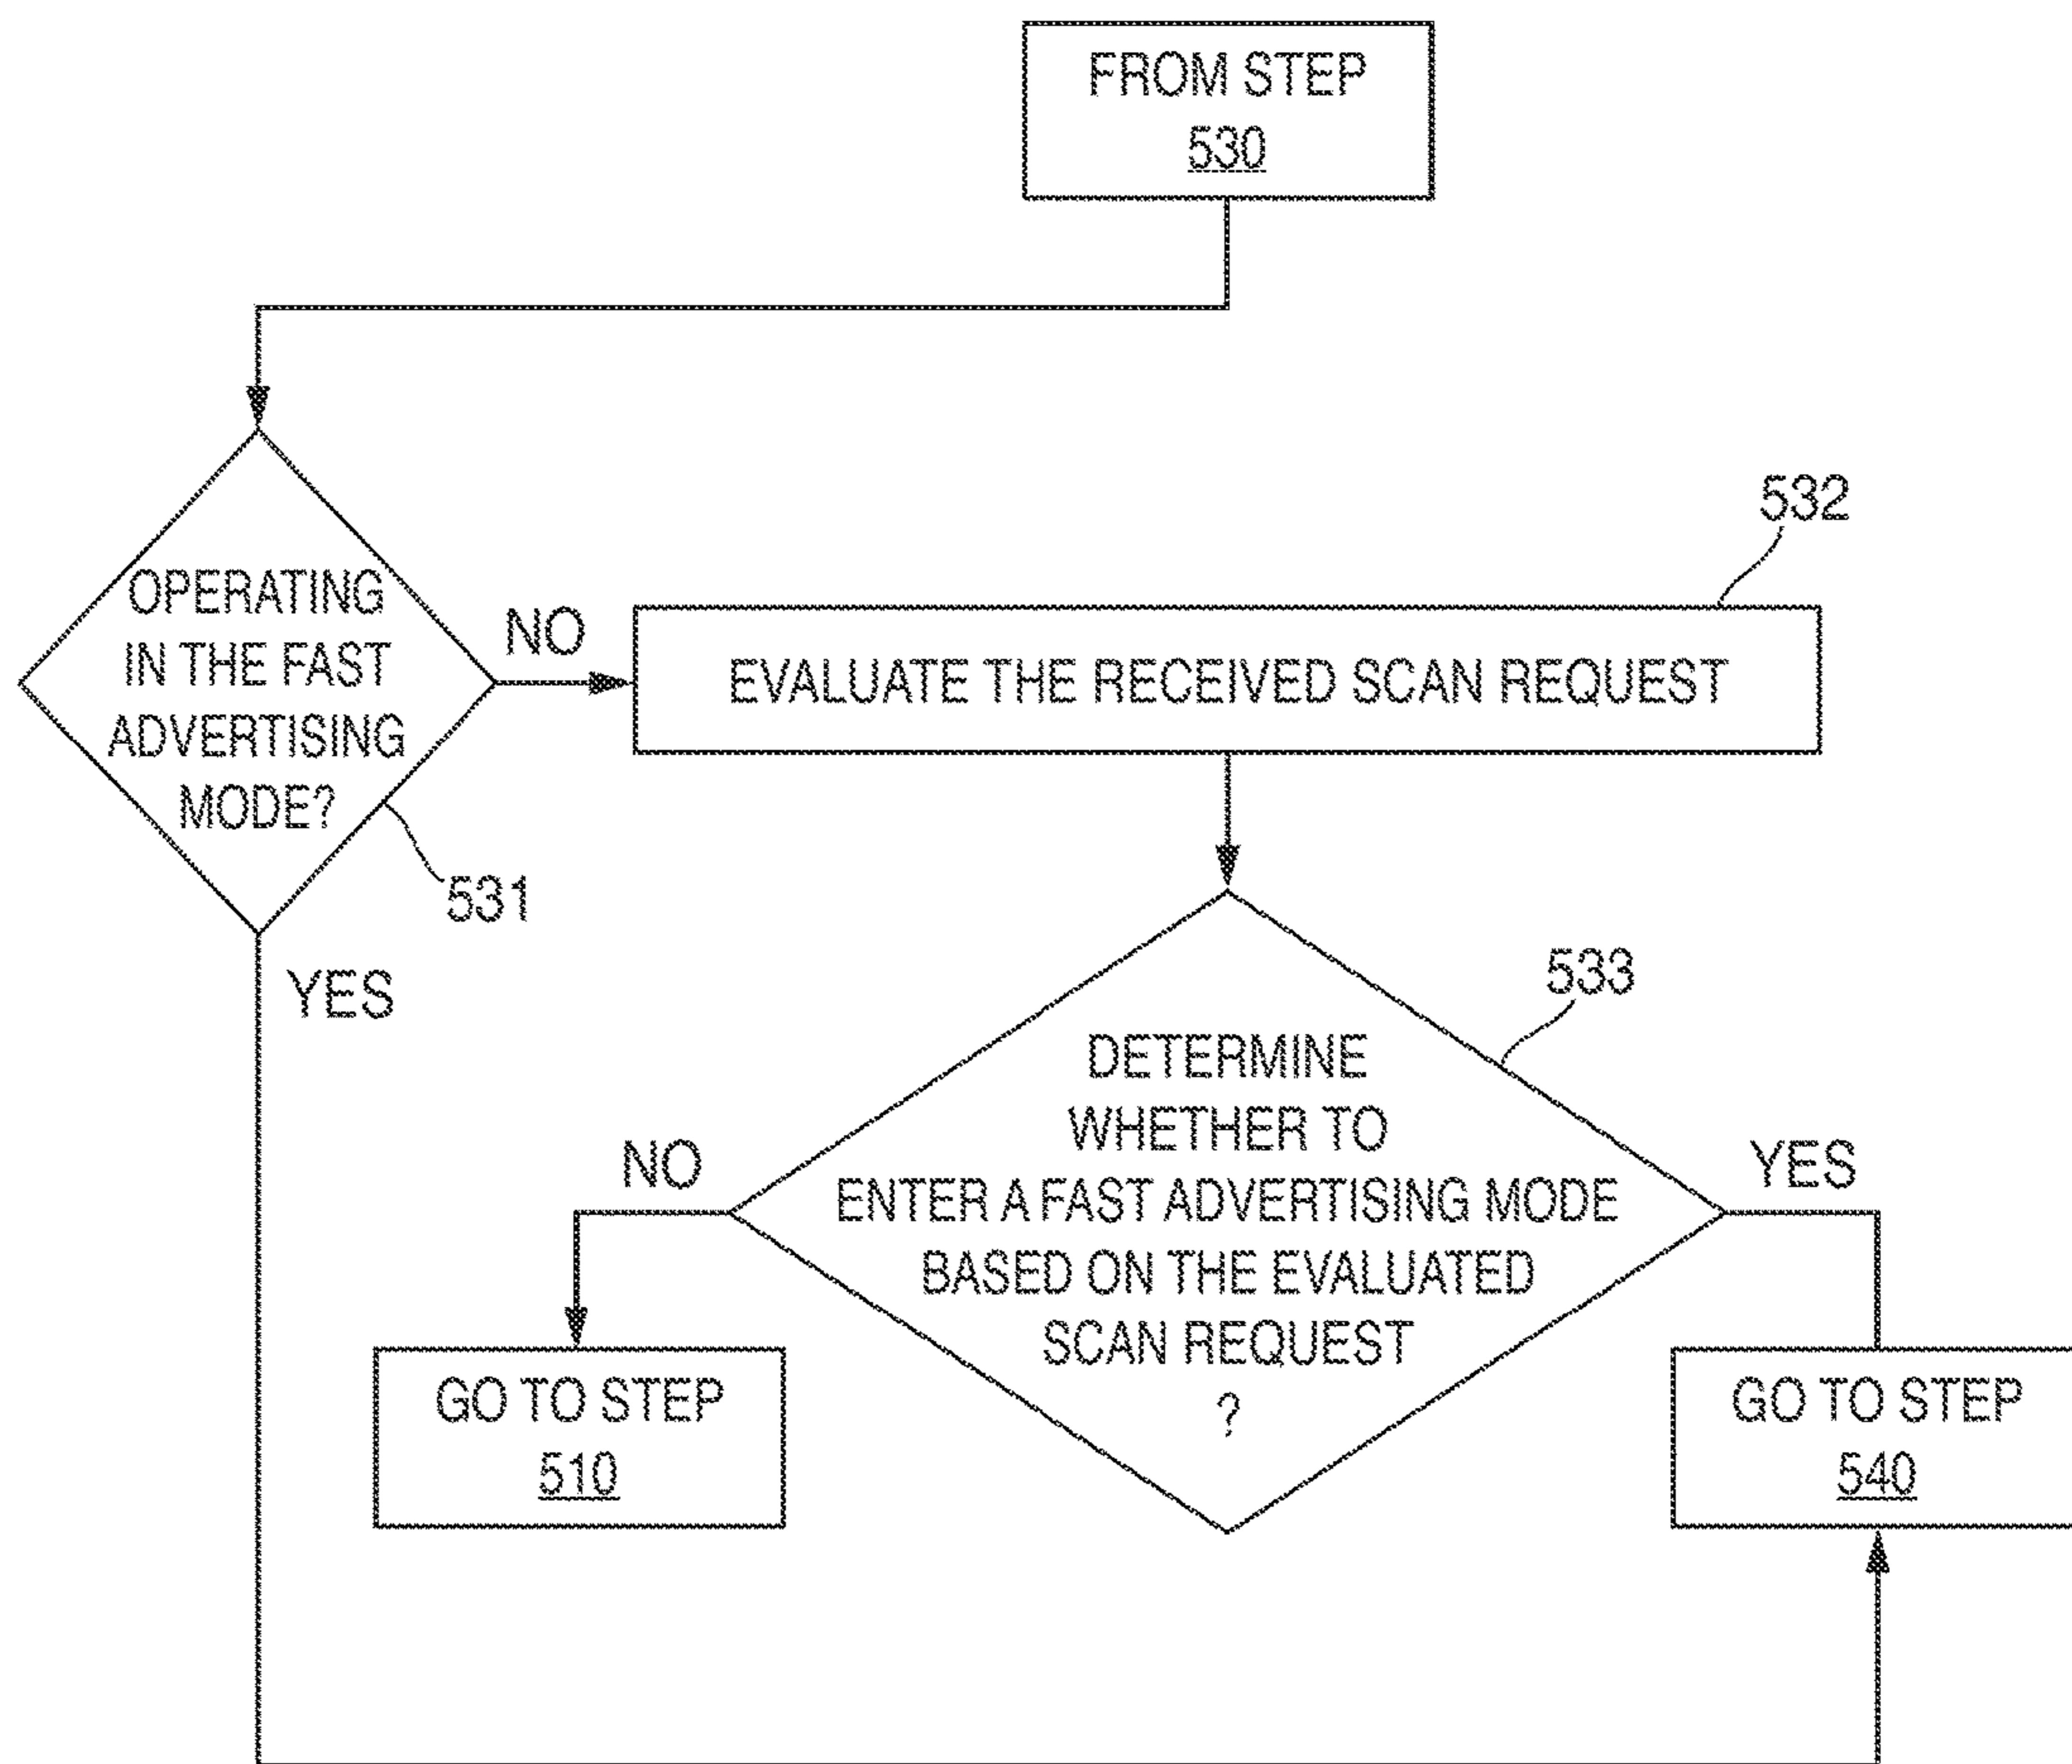 FROM STEP
530
532
OPERATING
IN THE FAST
ADVERTISING
MODE?
NO
EVALUATE THE RECEIVED SCAN REQUEST
531
YES
533
DETERMINE
WHETHER TO
ENTER A FAST ADVERTISING MODE
BASED ON THE EVALUATED
SCAN REQUEST
?
NO
YES
GO TO STEP
510
GO TO STEP
540